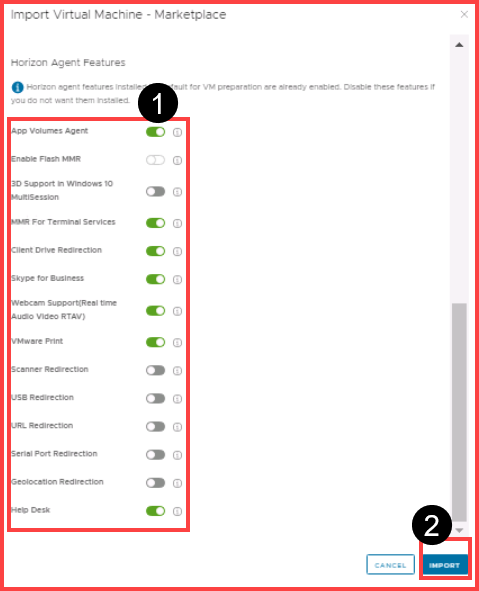 Import Virtual Machine - Marketplace
Horizon Agent Features
Horizon agent features installed default for VM preparation are already enabled. Disable these features if
you do not want them installed.
1
App Volumes Agent
Enable Flash MMR
3D Support in Windows 10
MultiSession
MMR For Terminal Services
Client Drive Redirection
Skype for Business
Webcam Support(Real time
Audio Video RTAV)
VMware Print
Scanner Redirection
USB Redirection
URL Redirection
Serial Port Redirection
Geolocation Redirection
Help Desk
2
CANCEL
IMPORT